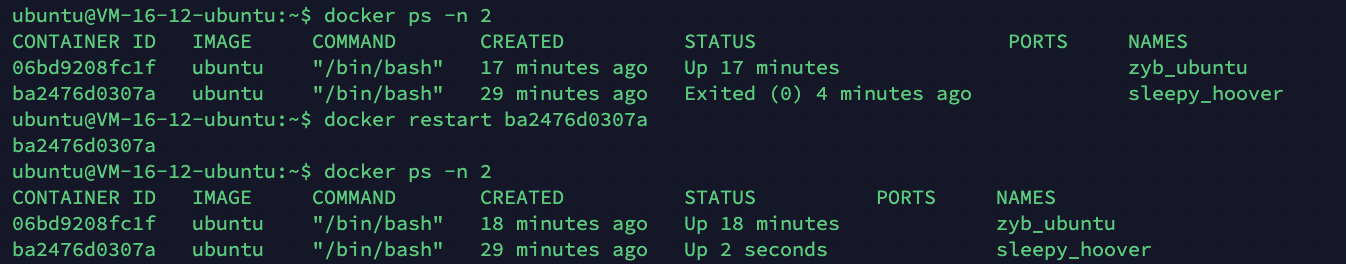 ubuntu@VM-16-12-ubuntu:~$ docker ps -n 2
CONTAINER ID   IMAGE     COMMAND       CREATED          STATUS                     PORTS     NAMES
06bd9208fc1f   ubuntu    "/bin/bash"   17 minutes ago   Up 17 minutes                        zyb_ubuntu
ba2476d0307a   ubuntu    "/bin/bash"   29 minutes ago   Exited (0) 4 minutes ago             sleepy_hoover
ubuntu@VM-16-12-ubuntu:~$ docker restart ba2476d0307a
ba2476d0307a
ubuntu@VM-16-12-ubuntu:~$ docker ps -n 2
CONTAINER ID   IMAGE     COMMAND       CREATED          STATUS          PORTS     NAMES
06bd9208fc1f   ubuntu    "/bin/bash"   18 minutes ago   Up 18 minutes             zyb_ubuntu
ba2476d0307a   ubuntu    "/bin/bash"   29 minutes ago   Up 2 seconds              sleepy_hoover